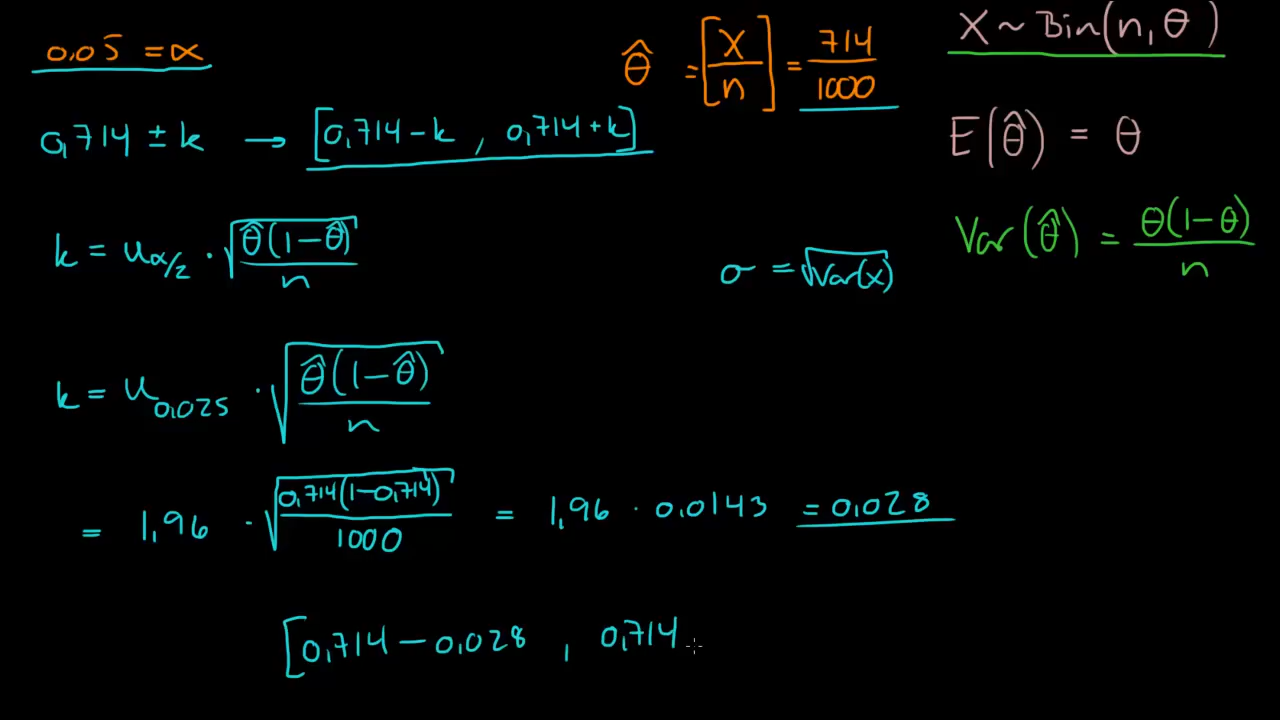 0,05 = α
θ̂ = [X/n] = 714/1000
X ~ Bin(n, θ)
0,714 ± k → [0,714 - k , 0,714 + k]
E(θ̂) = θ
k = u_{α/2} · √(θ̂(1-θ̂)/n)
σ = √Var(x)
Var(θ̂) = θ(1-θ)/n
k = u_{0,025} · √(θ̂(1-θ̂)/n)
= 1,96 · √(0,714(1-0,714)/1000) = 1,96 · 0,0143 = 0,028
[0,714 - 0,028 , 0,714